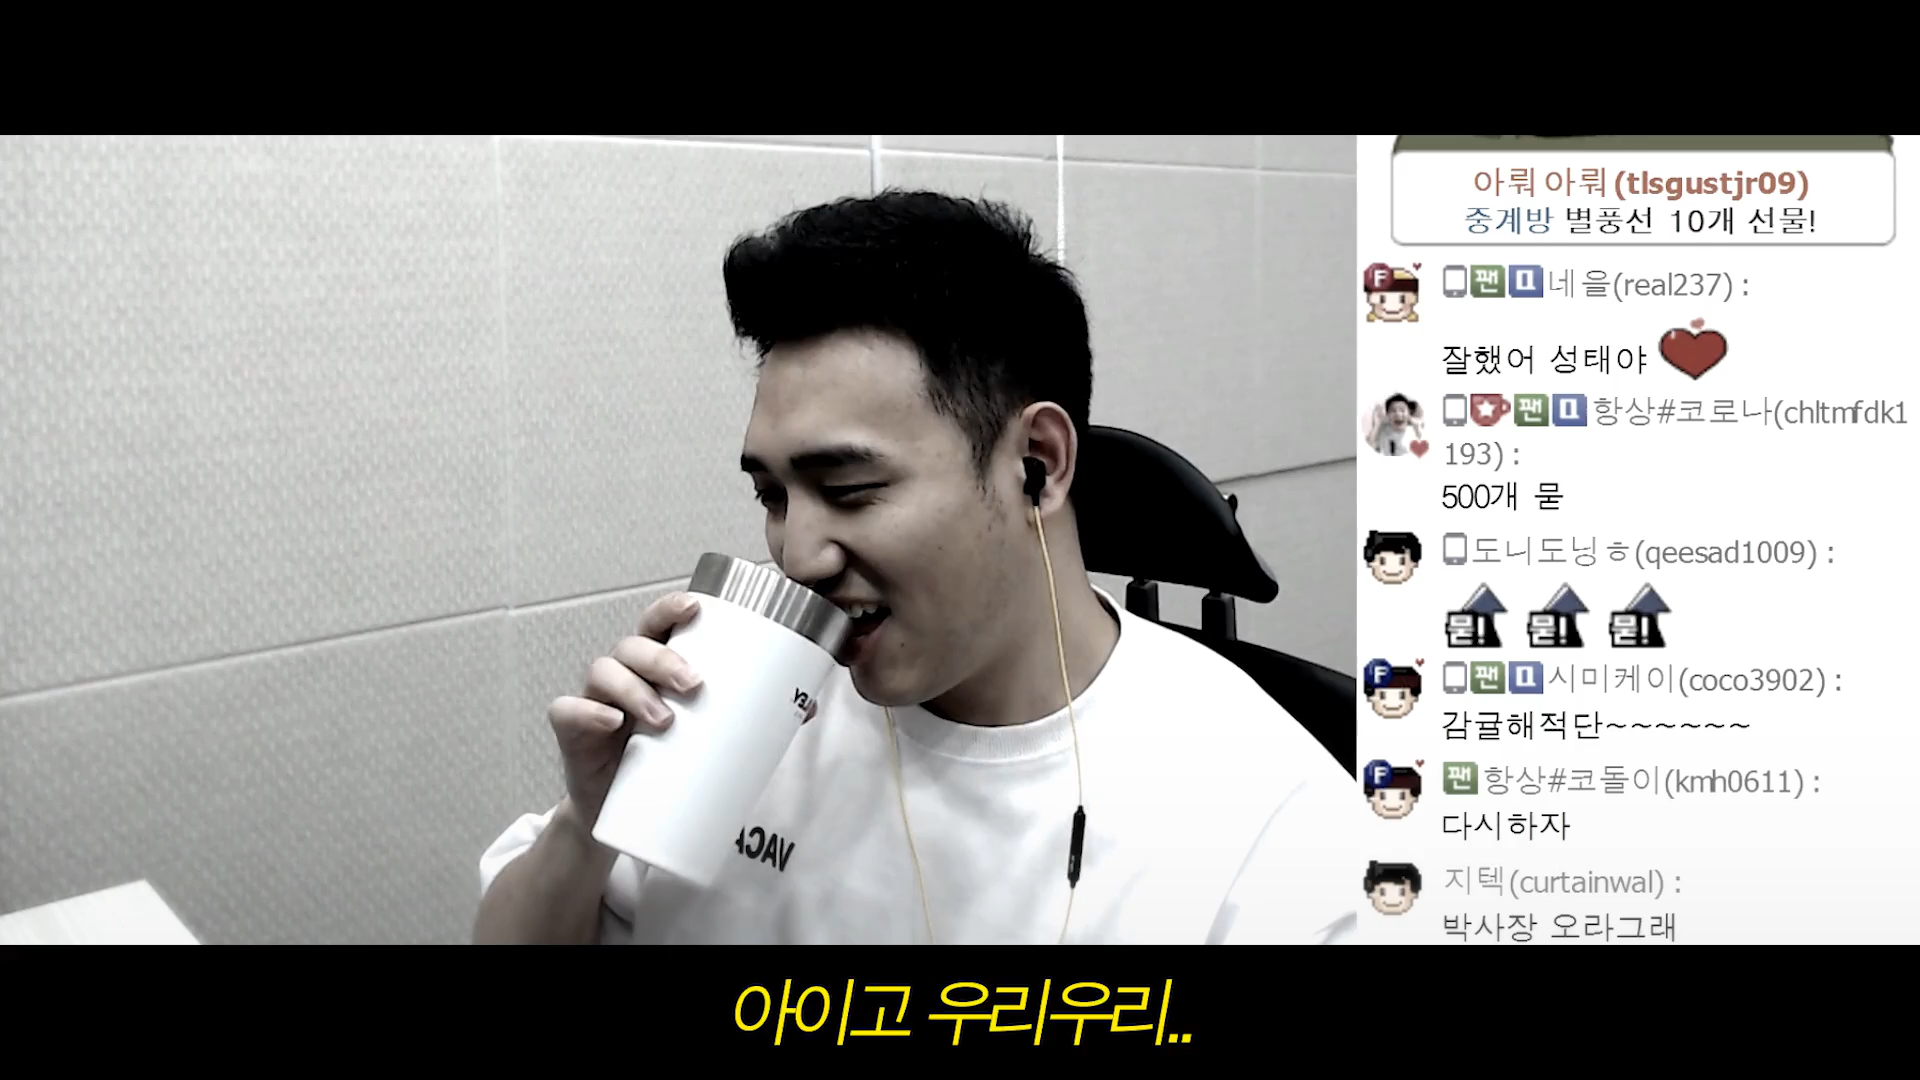 아뤄아뤄(tlsgustjr09)
중계방 별풍선 10개 선물!
팬 네을(real237) :
잘했어 성태야
팬 항상#코로나(chltmfdk1
193) :
500개 묻
도니도닝ㅎ(qeesad1009) :
묻! 묻! 묻!
팬 시미케이(coco3902) :
감귤해적단~~~~~~
팬 항상#코돌이(kmh0611) :
다시하자
지텍(curtainwal) :
박사장 오라그래
VACA
아이고 우리우리..